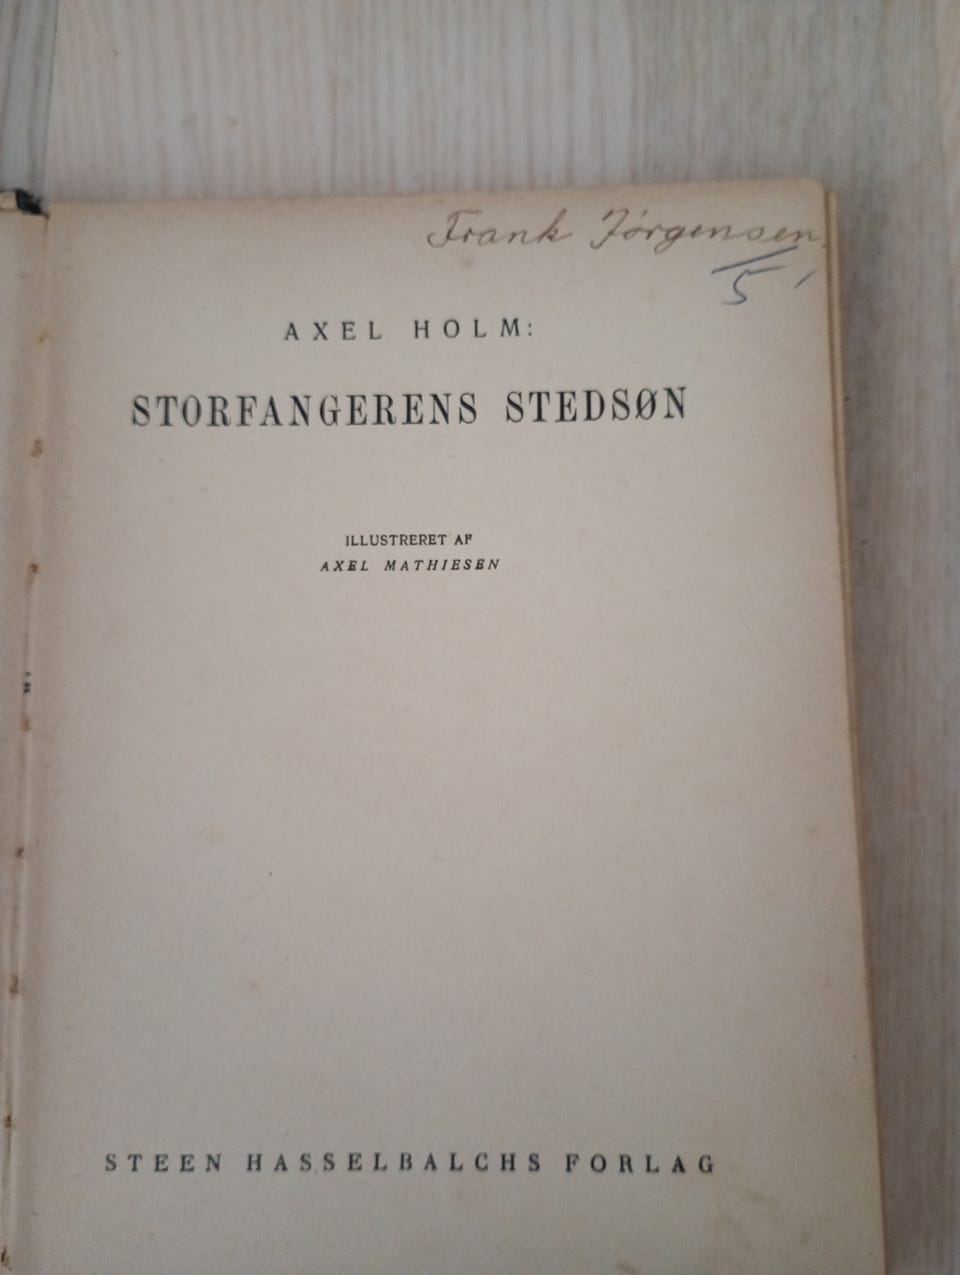 Frank Jørgensen
5
AXEL HOLM:
STORFANGERENS STEDSØN
ILLUSTRERET AF
AXEL MATHIESEN
STEEN HASSELBALCHS FORLAG